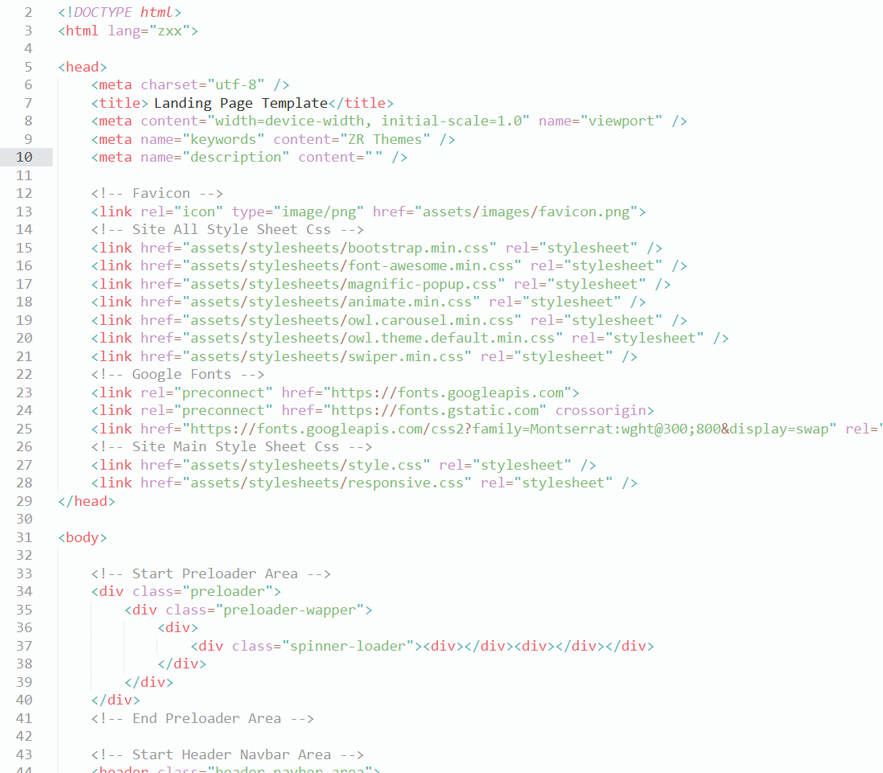 2 <!DOCTYPE html>
3 <html lang="zxx">
4
5 <head>
6 <meta charset="utf-8" />
7 <title> Landing Page Template</title>
8 <meta content="width=device-width, initial-scale=1.0" name="viewport" />
9 <meta name="keywords" content="ZR Themes" />
10 <meta name="description" content="" />
11
12 <!-- Favicon -->
13 <link rel="icon" type="image/png" href="assets/images/favicon.png">
14 <!-- Site All Style Sheet Css -->
15 <link href="assets/stylesheets/bootstrap.min.css" rel="stylesheet" />
16 <link href="assets/stylesheets/font-awesome.min.css" rel="stylesheet" />
17 <link href="assets/stylesheets/magnific-popup.css" rel="stylesheet" />
18 <link href="assets/stylesheets/animate.min.css" rel="stylesheet" />
19 <link href="assets/stylesheets/owl.carousel.min.css" rel="stylesheet" />
20 <link href="assets/stylesheets/owl.theme.default.min.css" rel="stylesheet" />
21 <link href="assets/stylesheets/swiper.min.css" rel="stylesheet" />
22 <!-- Google Fonts -->
23 <link rel="preconnect" href="https://fonts.googleapis.com">
24 <link rel="preconnect" href="https://fonts.gstatic.com" crossorigin>
25 <link href="https://fonts.googleapis.com/css2?family=Montserrat:wght@300;800&display=swap" rel="
26 <!-- Site Main Style Sheet Css -->
27 <link href="assets/stylesheets/style.css" rel="stylesheet" />
28 <link href="assets/stylesheets/responsive.css" rel="stylesheet" />
29 </head>
30
31 <body>
32
33 <!-- Start Preloader Area -->
34 <div class="preloader">
35 <div class="preloader-wapper">
36 <div>
37 <div class="spinner-loader"><div></div><div></div></div>
38 </div>
39 </div>
40 </div>
41 <!-- End Preloader Area -->
42
43 <!-- Start Header Navbar Area -->
44 <header class="header-navbar-area">